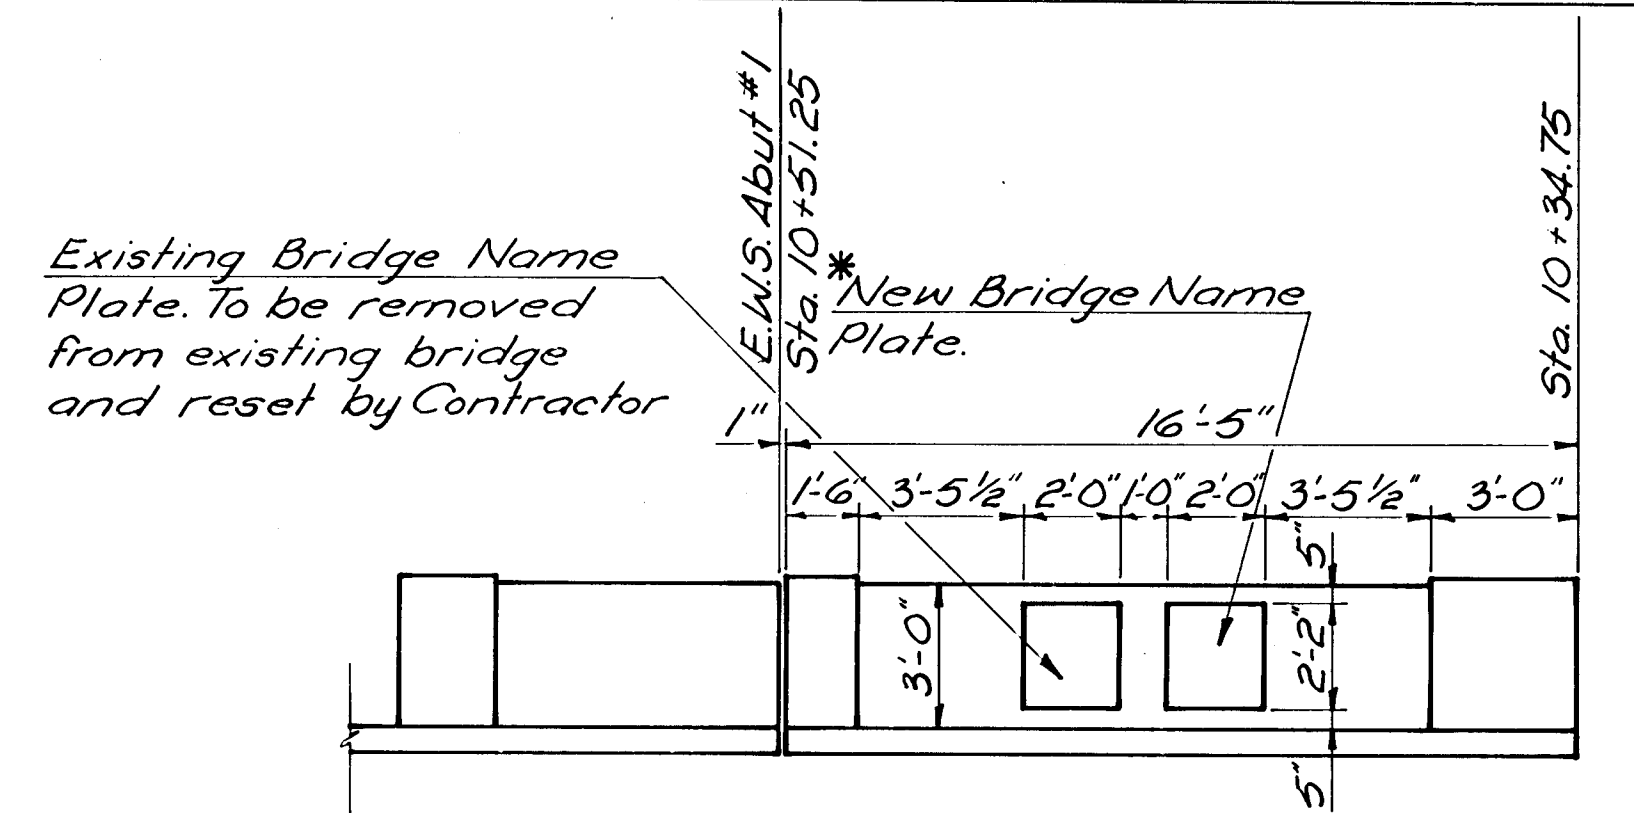 E.W.S. Abut #1
Sta. 10+51.25
Sta. 10+34.75
Existing Bridge Name
Plate. To be removed
from existing bridge
and reset by Contractor
*New Bridge Name
Plate.
1" 16'-5"
1'-6" 3'-5½" 2'-0" 1'-0" 2'-0" 3'-5½" 3'-0"
5"
3'-0" 2'-2"
5"